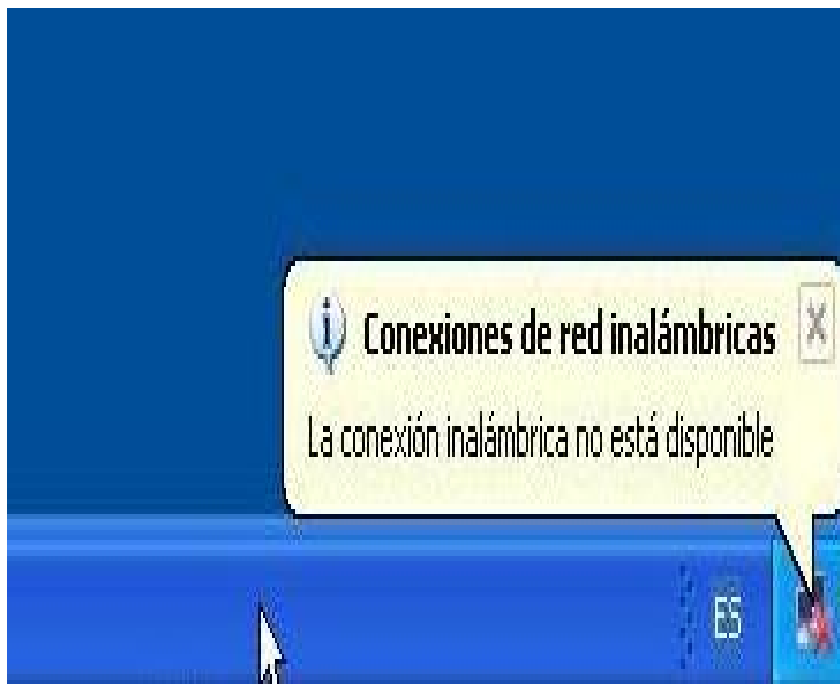 Conexiones de red inalámbricas
La conexión inalámbrica no está disponible
ES